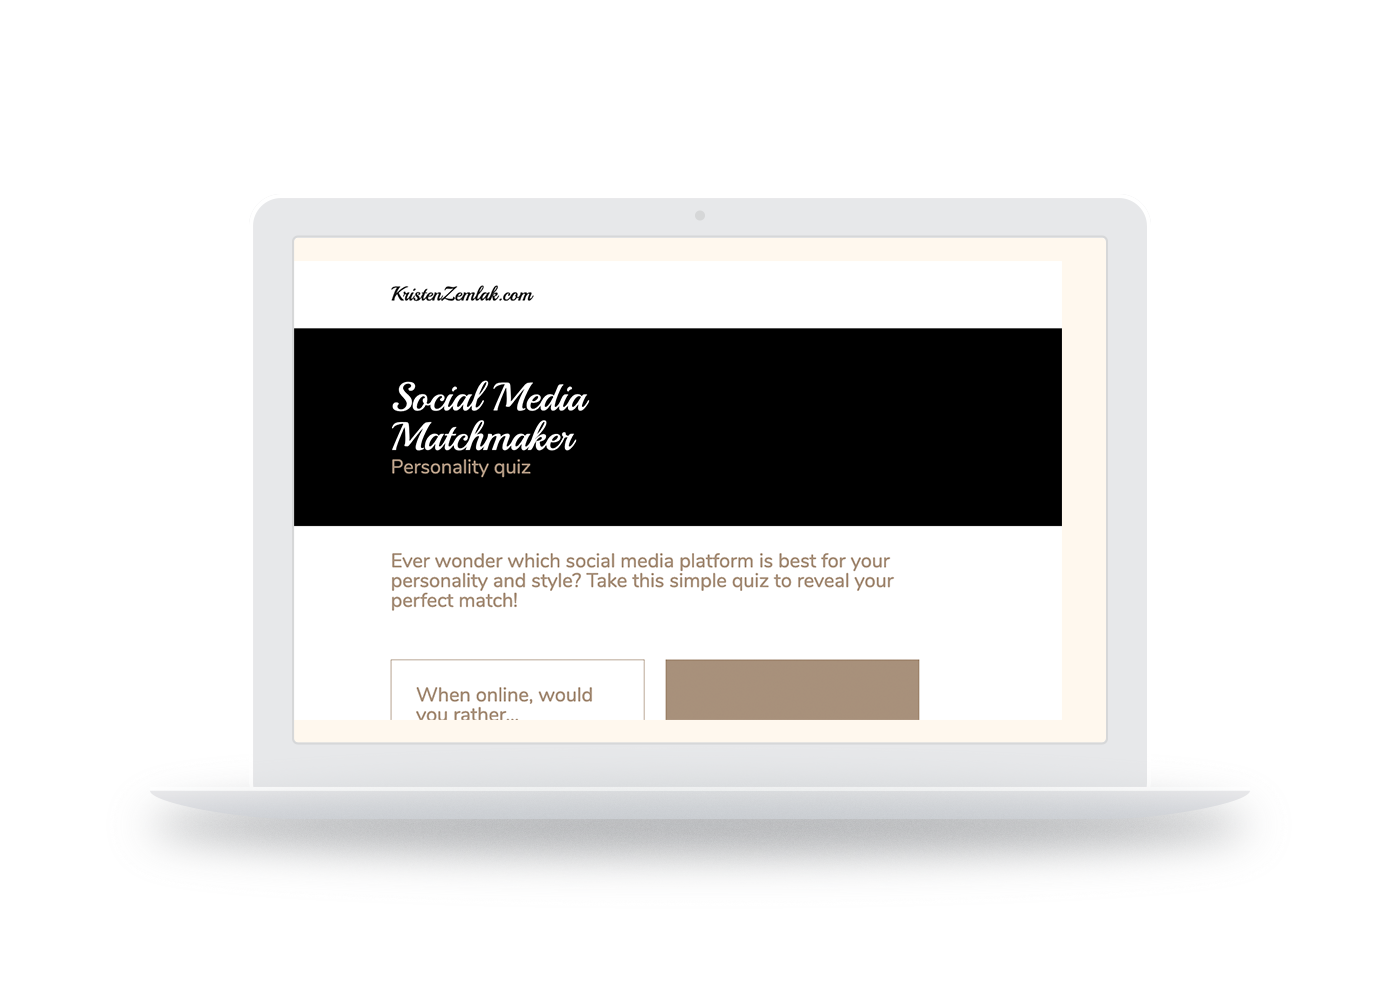 KristenZemlak.com
Social Media
Matchmaker
Personality quiz
Ever wonder which social media platform is best for your
personality and style? Take this simple quiz to reveal your
perfect match!
When online, would
you rather...